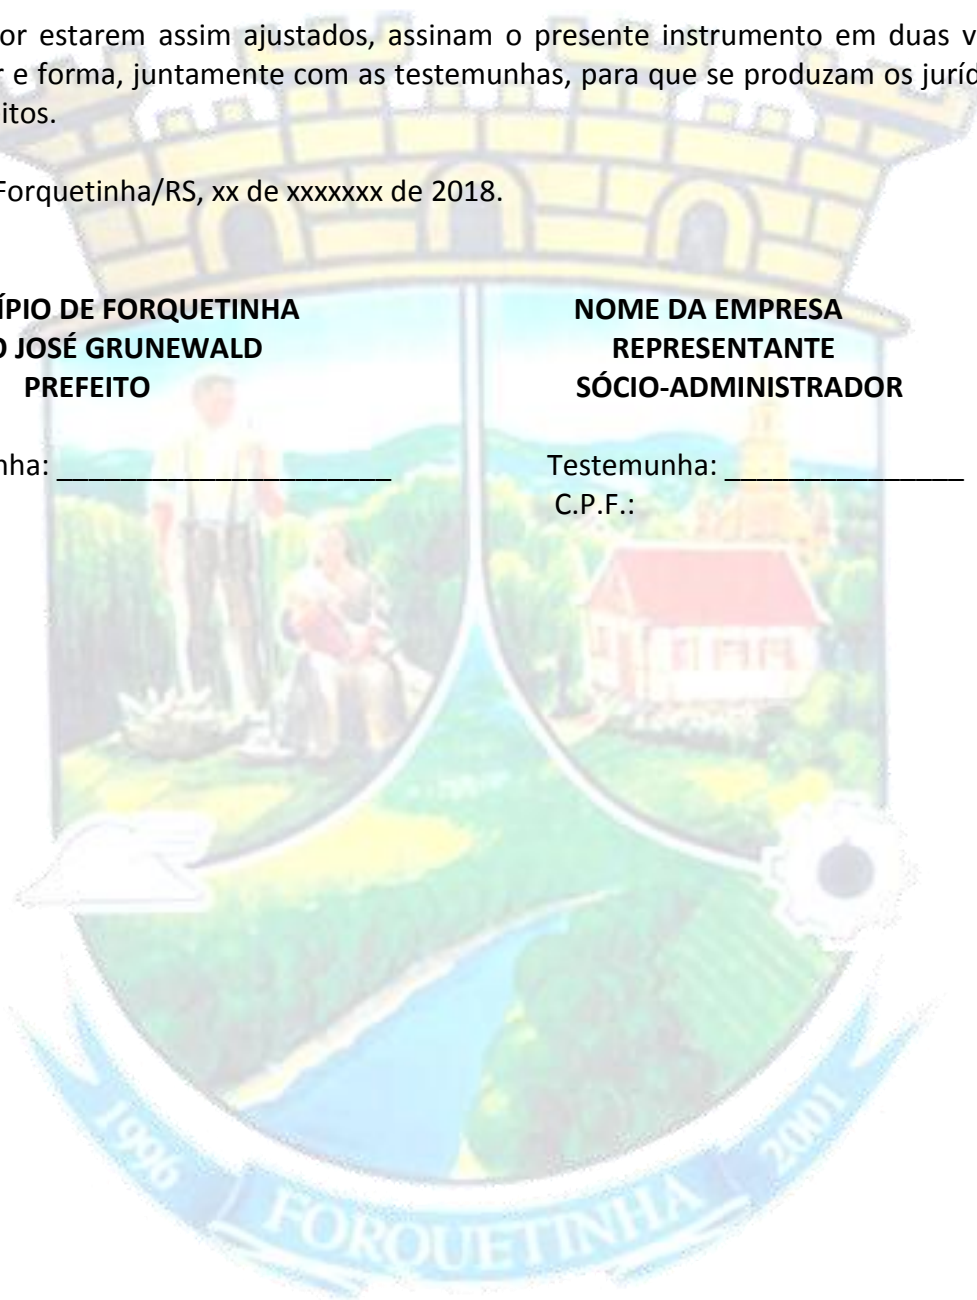 or estarem assim ajustados, assinam o presente instrumento em duas v
r e forma, juntamente com as testemunhas, para que se produzam os juríd
itos.
Forquetinha/RS, xx de xxxxxxx de 2018.
ÍPIO DE FORQUETINHA NOME DA EMPRESA
O JOSÉ GRUNEWALD REPRESENTANTE
PREFEITO SÓCIO-ADMINISTRADOR
nha: ______________________ Testemunha: ________________
C.P.F.:
1996 FORQUETINHA 2001